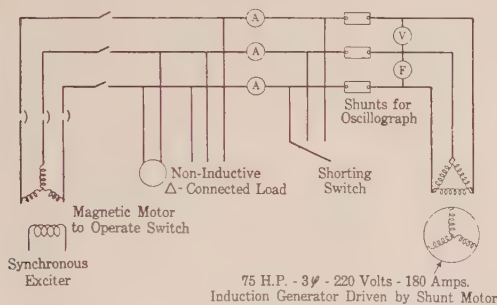 A
A
A
V
F
Shunts for
Oscillograph
Non-Inductive
Δ-Connected Load
Shorting
Switch
Magnetic Motor
to Operate Switch
Synchronous
Exciter
75 H.P. - 3φ - 220 Volts - 180 Amps.
Induction Generator Driven by Shunt Motor